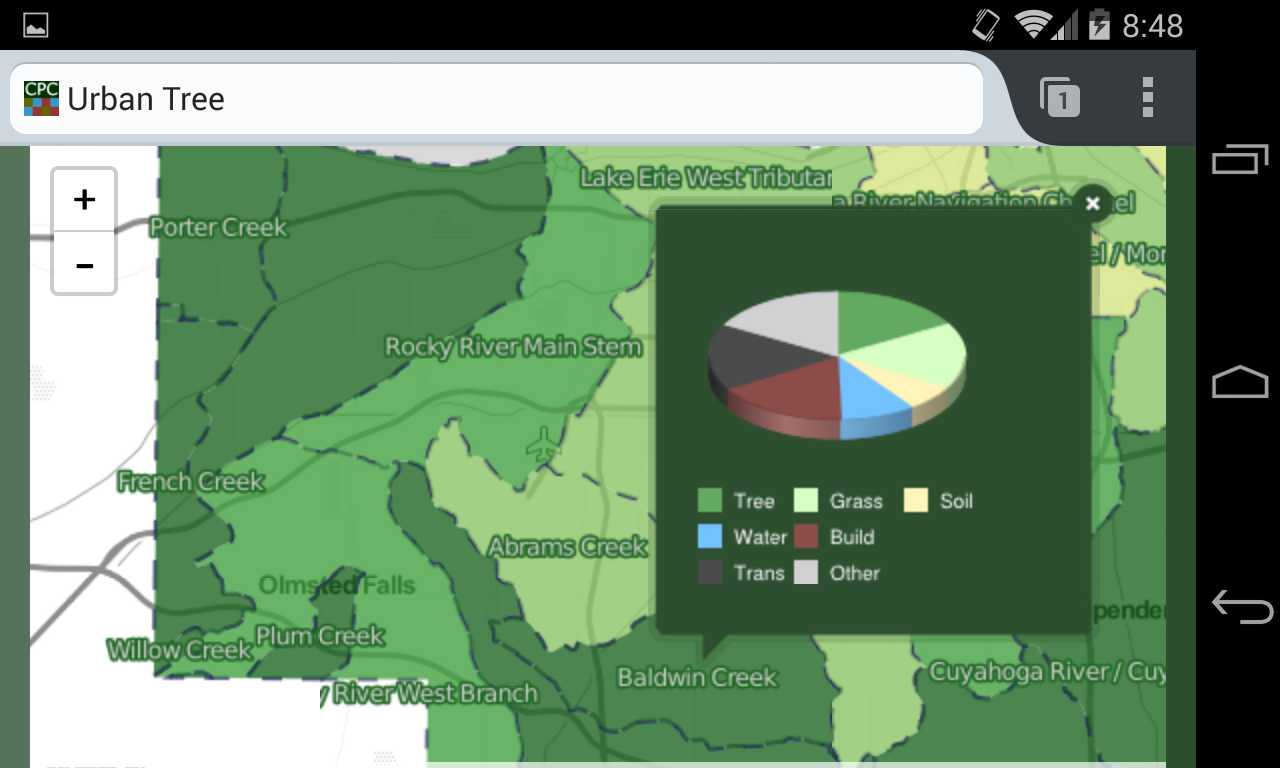 8:48
CPC
Urban Tree
1
+
−
Lake Erie West Tributar
a River Navigation Ch el
Porter Creek
el / Mor
Rocky River Main Stem
French Creek
Tree Grass Soil
Water Build
Trans Other
Abrams Creek
Olmsted Falls
pender
Plum Creek
Willow Creek
Baldwin Creek
Cuyahoga River / Cuy
River West Branch